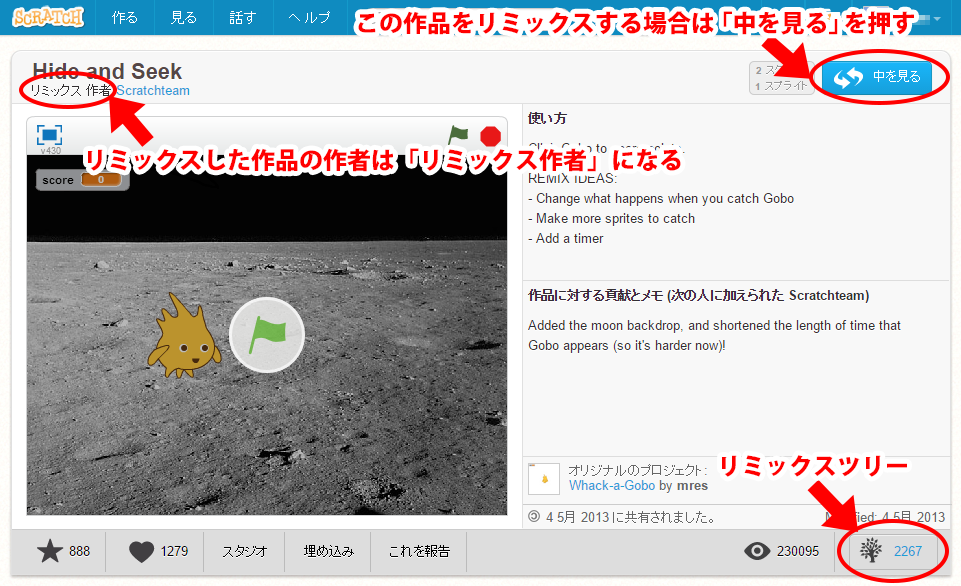 SCRATCH 作る 見る 話す ヘルプ
この作品をリミックスする場合は「中を見る」を押す
Hide and Seek
リミックス 作者 Scratchteam
2
1 スプライト
中を見る
v430
リミックスした作品の作者は「リミックス作者」になる
score 0
使い方
REMIX IDEAS:
- Change what happens when you catch Gobo
- Make more sprites to catch
- Add a timer
作品に対する貢献とメモ (次の人に加えられた Scratchteam)
Added the moon backdrop, and shortened the length of time that
Gobo appears (so it's harder now)!
オリジナルのプロジェクト:
Whack-a-Gobo by mres
リミックスツリー
4 5月 2013 に共有されました。
4 5月 2013
888 1279 スタジオ 埋め込み これを報告 230095 2267